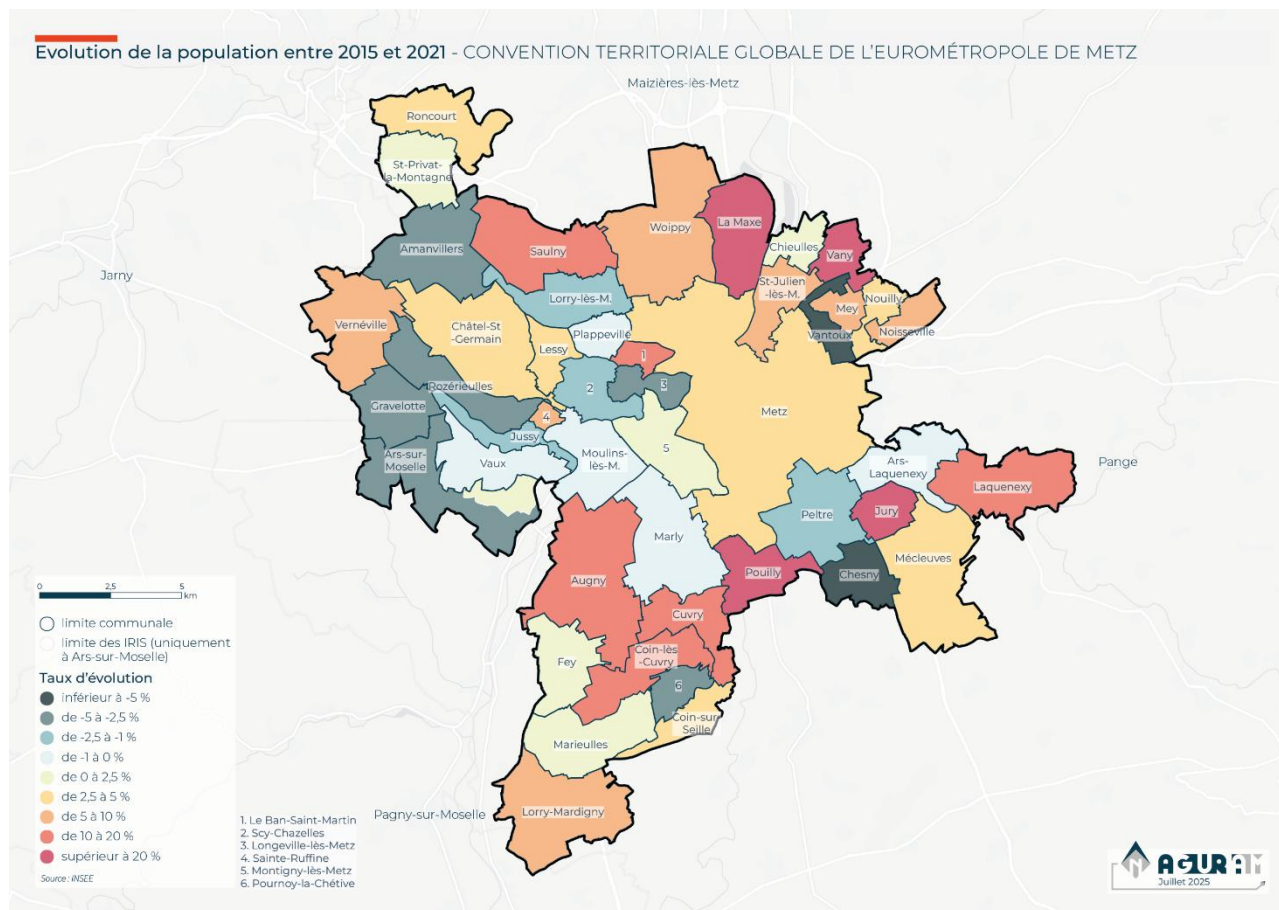 Evolution de la population entre 2015 et 2021 - CONVENTION TERRITORIALE GLOBALE DE L'EUROMÉTROPOLE DE METZ
Maizières-lès-Metz
Roncourt
St-Privat-
la-Montagne
Woippy
La Maxe
Amanvillers
Saulny
Chieulles
Vany
Jarny
St-Julien
-lès-M.
Lorry-lès-M.
Nouilly
Mey
Vernéville
Châtel-St
-Germain
Plappeville
Vantoux
Noisseville
Lessy
1
Rozérieulles
2
3
Gravelotte
4
Metz
Jussy
5
Ars-sur-
Moselle
Vaux
Moulins-
lès-M.
Ars-
Laquenexy
Pange
Laquenexy
Peltre
Jury
Marly
Mécleuves
Pouilly
Chesny
Augny
Cuvry
Coin-lès
-Cuvry
Fey
6
Coin-sur-
Seille
Marieulles
Pagny-sur-Moselle
Lorry-Mardigny
0
2,5
5
km
limite communale
limite des IRIS (uniquement
à Ars-sur-Moselle)
Taux d'évolution
inférieur à -5 %
de -5 à -2,5 %
de -2,5 à -1 %
de -1 à 0 %
de 0 à 2,5 %
de 2,5 à 5 %
de 5 à 10 %
de 10 à 20 %
supérieur à 20 %
Source : INSEE
1. Le Ban-Saint-Martin
2. Scy-Chazelles
3. Longeville-lès-Metz
4. Sainte-Ruffine
5. Montigny-lès-Metz
6. Pournoy-la-Chétive
N
AGURAM
Juillet 2025